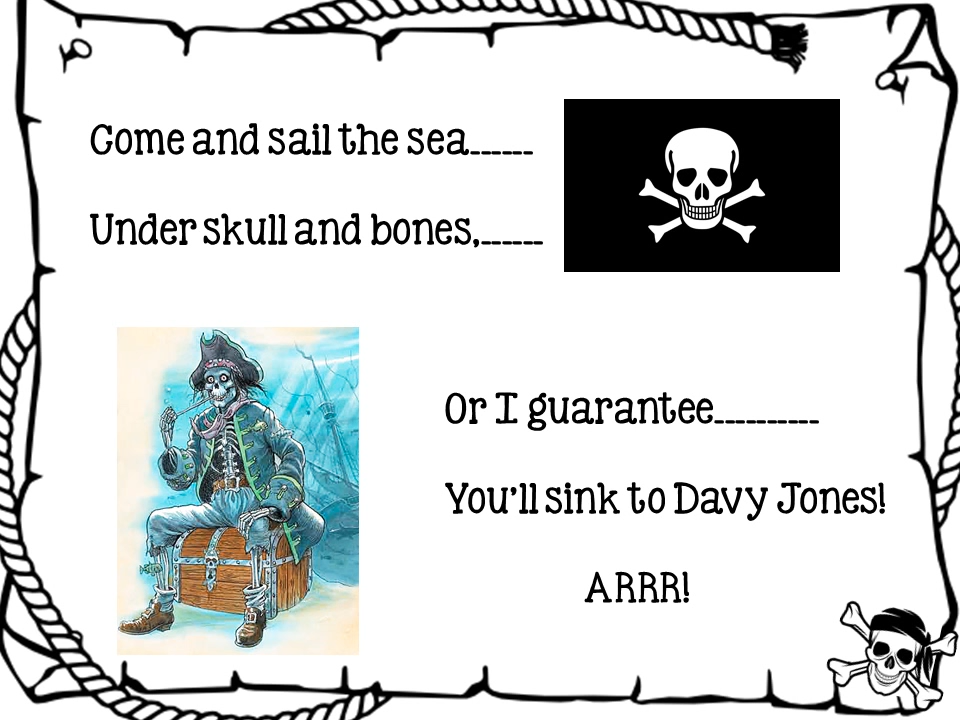 Come and sail the sea______
Under skull and bones,______
Or I guarantee__________
You'll sink to Davy Jones!
ARRR!